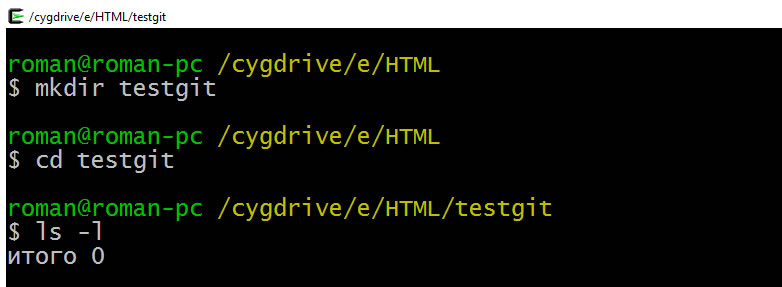 /cygdrive/e/HTML/testgit
roman@roman-pc /cygdrive/e/HTML
$ mkdir testgit
roman@roman-pc /cygdrive/e/HTML
$ cd testgit
roman@roman-pc /cygdrive/e/HTML/testgit
$ ls -l
итого 0